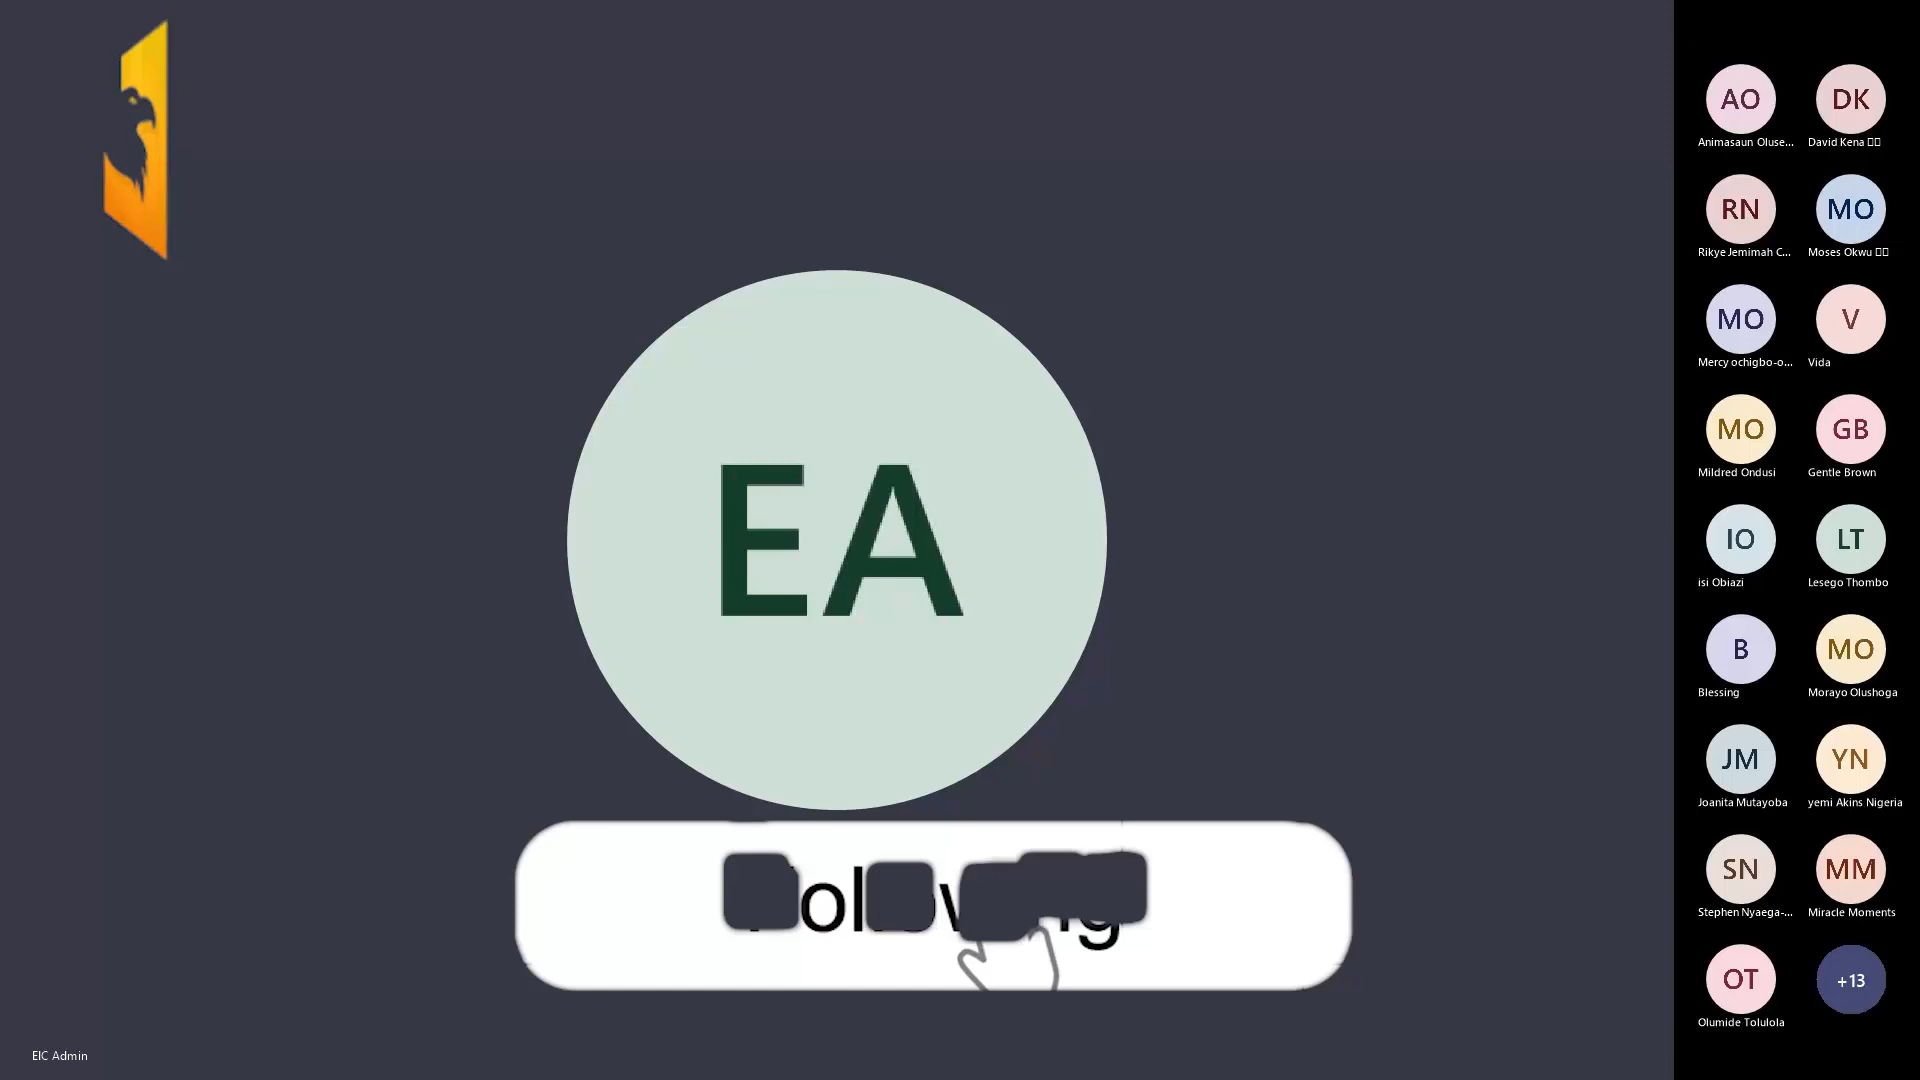 EA
EIC Admin
AO
Animasaun Oluse...
DK
David Kena
RN
Rikye Jemimah C...
MO
Moses Okwu
MO
Mercy ochigbo-o...
V
Vida
MO
Mildred Ondusi
GB
Gentle Brown
IO
isi Obiazi
LT
Lesego Thombo
B
Blessing
MO
Morayo Olushoga
JM
Joanita Mutayoba
YN
yemi Akins Nigeria
SN
Stephen Nyaega-...
MM
Miracle Moments
OT
Olumide Tolulola
+13